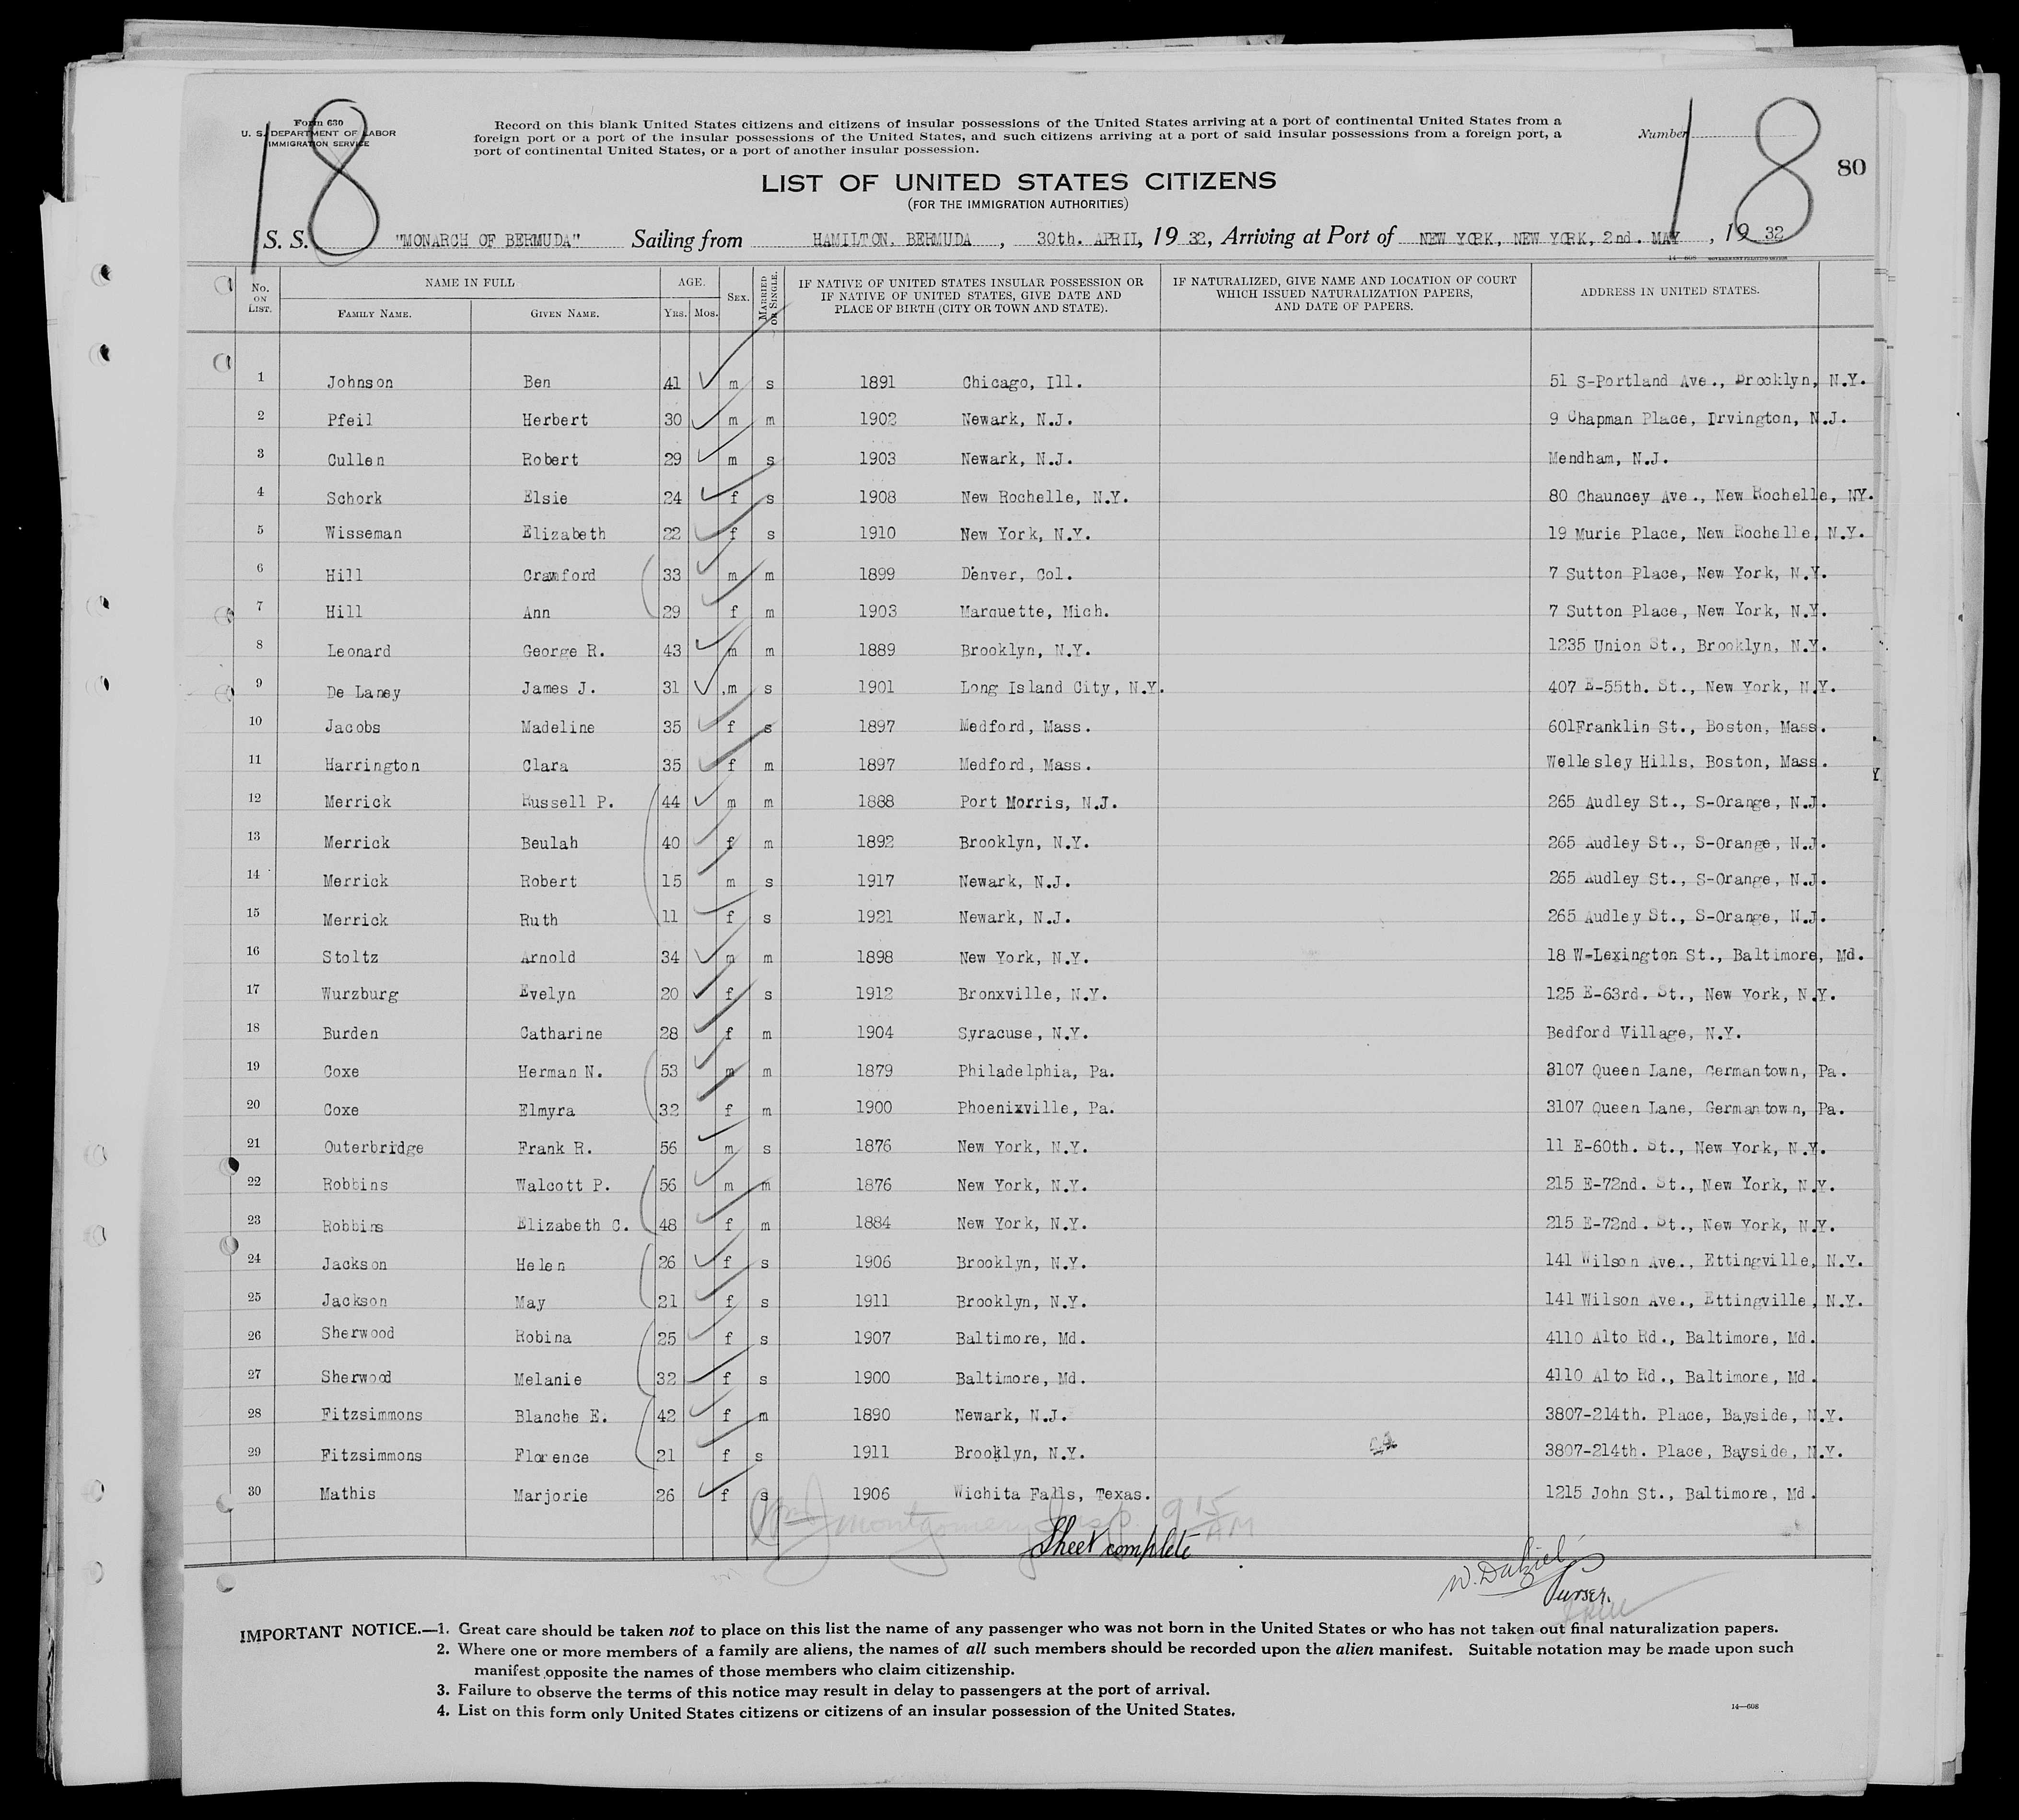 18
18
Form 630
U. S. DEPARTMENT OF LABOR
IMMIGRATION SERVICE
Record on this blank United States citizens and citizens of insular possessions of the United States arriving at a port of continental United States from a
foreign port or a port of the insular possessions of the United States, and such citizens arriving at a port of said insular possessions from a foreign port, a
port of continental United States, or a port of another insular possession.
Number
80
LIST OF UNITED STATES CITIZENS
(FOR THE IMMIGRATION AUTHORITIES)
S. S. "MONARCH OF BERMUDA" Sailing from HAMILTON, BERMUDA, 30th. APRIL, 19 32, Arriving at Port of NEW YORK, NEW YORK, 2nd. MAY, 19 32
14—608 GOVERNMENT PRINTING OFFICE
No. ON LIST. NAME IN FULL FAMILY NAME. GIVEN NAME. AGE. YRS. MOS. SEX. MARRIED OR SINGLE. IF NATIVE OF UNITED STATES INSULAR POSSESSION OR IF NATIVE OF UNITED STATES, GIVE DATE AND PLACE OF BIRTH (CITY OR TOWN AND STATE). IF NATURALIZED, GIVE NAME AND LOCATION OF COURT WHICH ISSUED NATURALIZATION PAPERS, AND DATE OF PAPERS. ADDRESS IN UNITED STATES.
1 Johnson Ben 41 m s 1891 Chicago, Ill. 51 S-Portland Ave., Brooklyn, N.Y.
2 Pfeil Herbert 30 m m 1902 Newark, N.J. 9 Chapman Place, Irvington, N.J.
3 Cullen Robert 29 m s 1903 Newark, N.J. Mendham, N.J.
4 Schork Elsie 24 f s 1908 New Rochelle, N.Y. 80 Chauncey Ave., New Rochelle, NY.
5 Wisseman Elizabeth 22 f s 1910 New York, N.Y. 19 Murie Place, New Rochelle, N.Y.
6 Hill Crawford 33 m m 1899 Denver, Col. 7 Sutton Place, New York, N.Y.
7 Hill Ann 29 f m 1903 Marquette, Mich. 7 Sutton Place, New York, N.Y.
8 Leonard George R. 43 m m 1889 Brooklyn, N.Y. 1235 Union St., Brooklyn, N.Y.
9 De Laney James J. 31 m s 1901 Long Island City, N.Y. 407 E-55th. St., New York, N.Y.
10 Jacobs Madeline 35 f s 1897 Medford, Mass. 601Franklin St., Boston, Mass.
11 Harrington Clara 35 f m 1897 Medford, Mass. Wellesley Hills, Boston, Mass.
12 Merrick Russell P. 44 m m 1888 Port Morris, N.J. 265 Audley St., S-Orange, N.J.
13 Merrick Beulah 40 f m 1892 Brooklyn, N.Y. 265 Audley St., S-Orange, N.J.
14 Merrick Robert 15 m s 1917 Newark, N.J. 265 Audley St., S-Orange, N.J.
15 Merrick Ruth 11 f s 1921 Newark, N.J. 265 Audley St., S-Orange, N.J.
16 Stoltz Arnold 34 m m 1898 New York, N.Y. 18 W-Lexington St., Baltimore, Md.
17 Wurzburg Evelyn 20 f s 1912 Bronxville, N.Y. 125 E-63rd. St., New York, N.Y.
18 Burden Catharine 28 f m 1904 Syracuse, N.Y. Bedford Village, N.Y.
19 Coxe Herman N. 53 m m 1879 Philadelphia, Pa. 3107 Queen Lane, Germantown, Pa.
20 Coxe Elmyra 32 f m 1900 Phoenixville, Pa. 3107 Queen Lane, Germantown, Pa.
21 Outerbridge Frank R. 56 m s 1876 New York, N.Y. 11 E-60th. St., New York, N.Y.
22 Robbins Walcott P. 56 m m 1876 New York, N.Y. 215 E-72nd. St., New York, N.Y.
23 Robbins Elizabeth C. 48 f m 1884 New York, N.Y. 215 E-72nd. St., New York, N.Y.
24 Jackson Helen 26 f s 1906 Brooklyn, N.Y. 141 Wilson Ave., Ettingville, N.Y.
25 Jackson May 21 f s 1911 Brooklyn, N.Y. 141 Wilson Ave., Ettingville, N.Y.
26 Sherwood Robina 25 f s 1907 Baltimore, Md. 4110 Alto Rd., Baltimore, Md.
27 Sherwood Melanie 32 f s 1900 Baltimore, Md. 4110 Alto Rd., Baltimore, Md.
28 Fitzsimmons Blanche E. 42 f m 1890 Newark, N.J. 3807-214th. Place, Bayside, N.Y.
29 Fitzsimmons Florence 21 f s 1911 Brooklyn, N.Y. 3807-214th. Place, Bayside, N.Y.
30 Mathis Marjorie 26 f s 1906 Wichita Falls, Texas. 1215 John St., Baltimore, Md.
Montgomery Insp. 9 15 AM
Sheet complete
W. Dalziel
Purser.
IMPORTANT NOTICE.—1. Great care should be taken not to place on this list the name of any passenger who was not born in the United States or who has not taken out final naturalization papers.
2. Where one or more members of a family are aliens, the names of all such members should be recorded upon the alien manifest. Suitable notation may be made upon such
manifest opposite the names of those members who claim citizenship.
3. Failure to observe the terms of this notice may result in delay to passengers at the port of arrival.
4. List on this form only United States citizens or citizens of an insular possession of the United States.
14—608